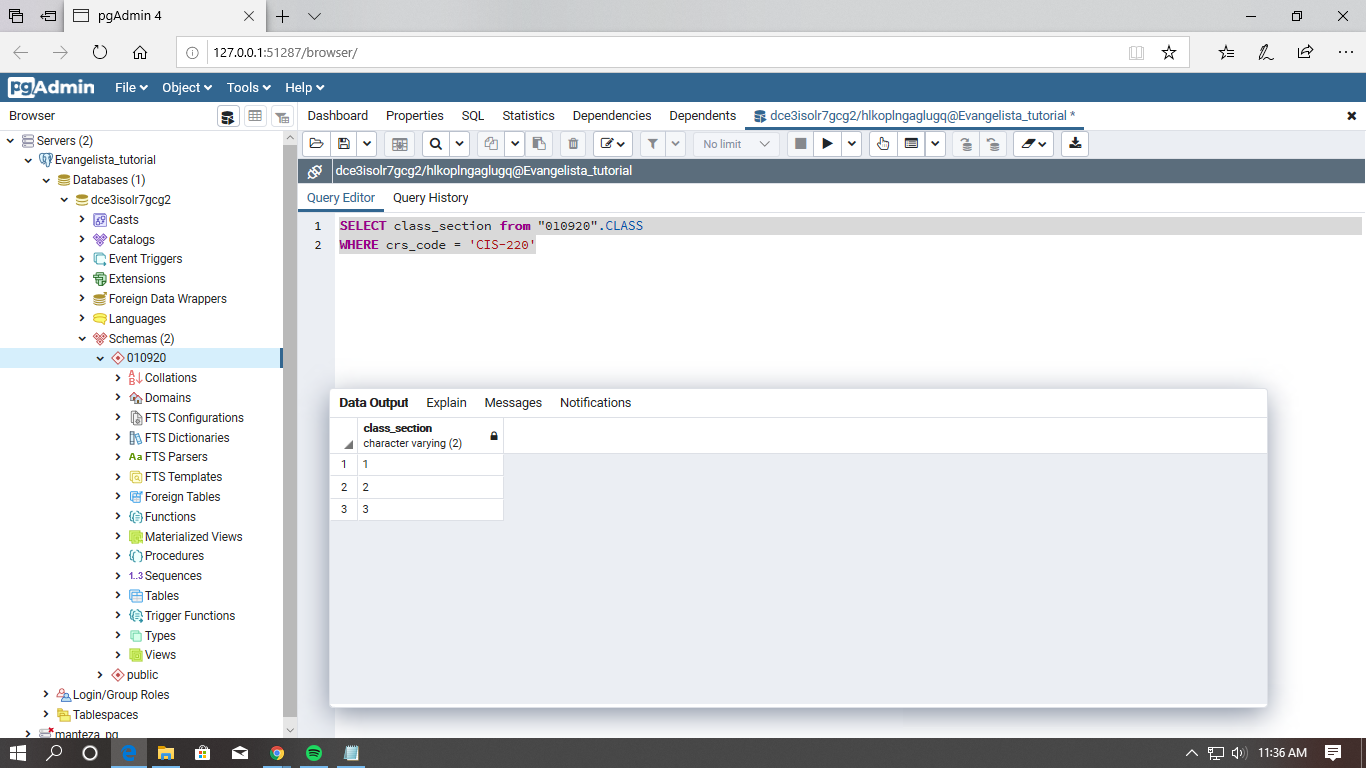 pgAdmin 4
127.0.0.1:51287/browser/
pgAdmin File Object Tools Help
Browser
Dashboard Properties SQL Statistics Dependencies Dependents dce3isolr7gcg2/hlkoplngaglugq@Evangelista_tutorial *
No limit
dce3isolr7gcg2/hlkoplngaglugq@Evangelista_tutorial
Query Editor Query History
1 SELECT class_section from "010920".CLASS
2 WHERE crs_code = 'CIS-220'
Servers (2)
Evangelista_tutorial
Databases (1)
dce3isolr7gcg2
Casts
Catalogs
Event Triggers
Extensions
Foreign Data Wrappers
Languages
Schemas (2)
010920
Collations
Domains
FTS Configurations
FTS Dictionaries
Aa FTS Parsers
FTS Templates
Foreign Tables
Functions
Materialized Views
Procedures
1..3 Sequences
Tables
Trigger Functions
Types
Views
public
Login/Group Roles
Tablespaces
manteza_pg
Data Output Explain Messages Notifications
class_section
character varying (2)
1 1
2 2
3 3
11:36 AM